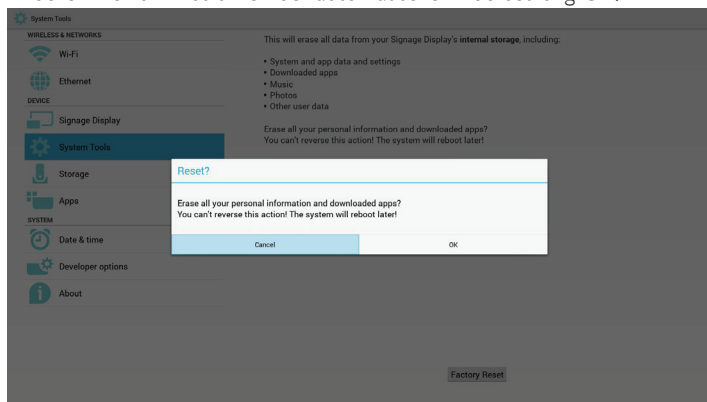 System Tools
WIRELESS & NETWORKS
Wi-Fi
Ethernet
DEVICE
Signage Display
System Tools
Storage
Apps
SYSTEM
Date & time
Developer options
About
This will erase all data from your Signage Display's internal storage, including:
• System and app data and settings
• Downloaded apps
• Music
• Photos
• Other user data
Erase all your personal information and downloaded apps?
You can't reverse this action! The system will reboot later!
Reset?
Erase all your personal information and downloaded apps?
You can't reverse this action! The system will reboot later!
Cancel
OK
Factory Reset